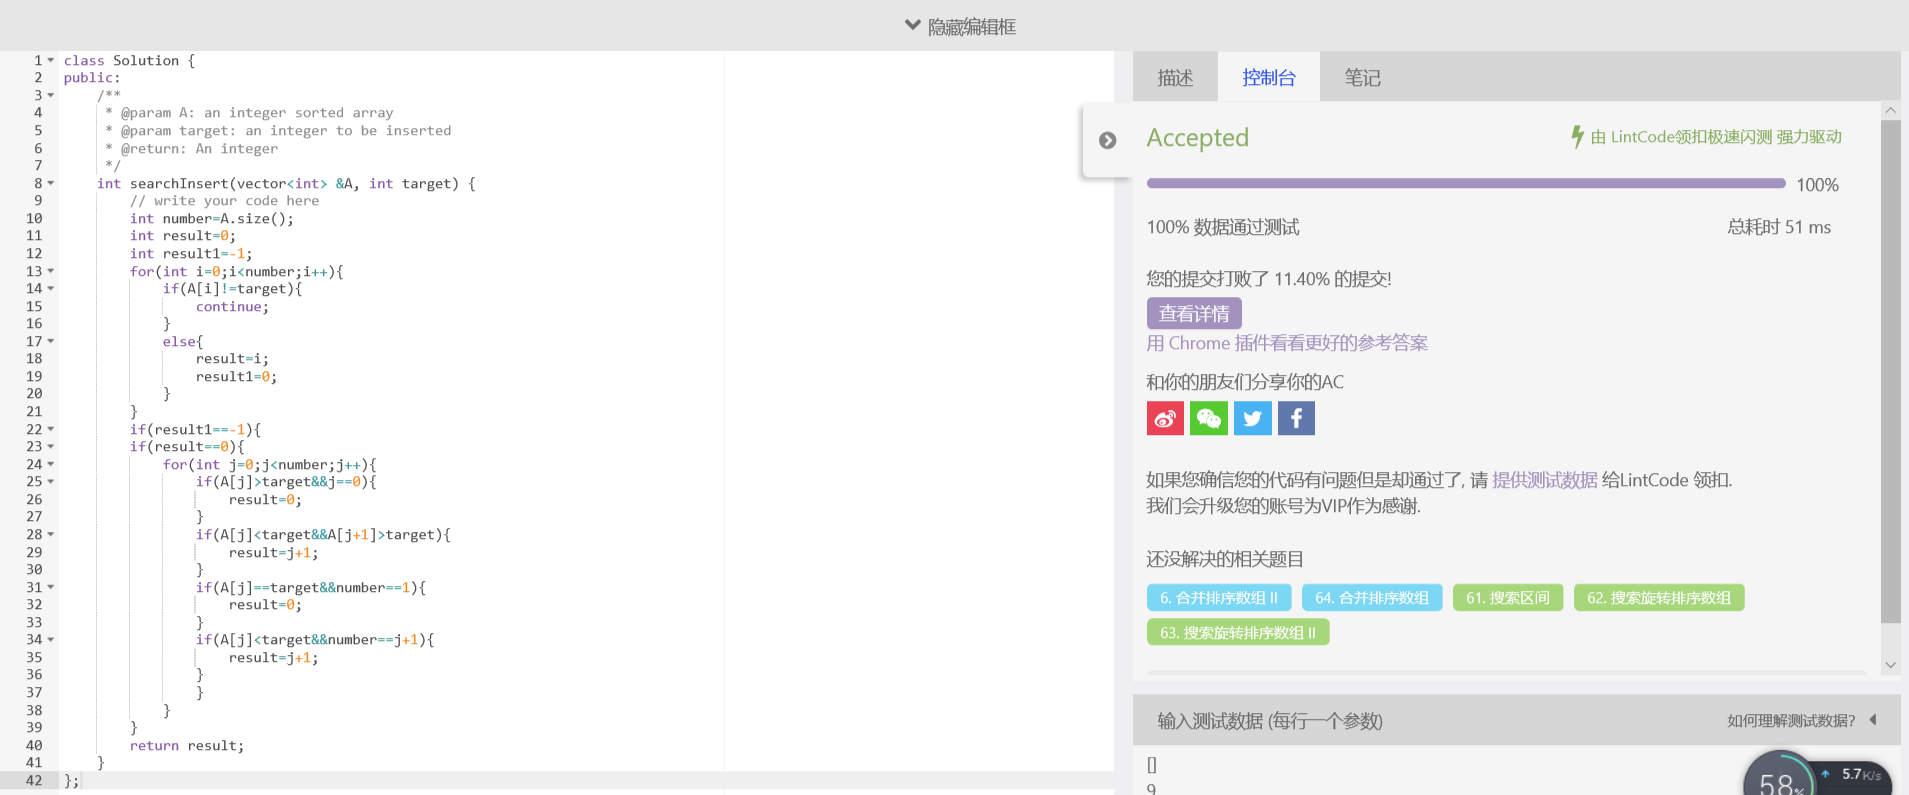 隐藏编辑框
1 class Solution {
2 public:
3 /**
4 * @param A: an integer sorted array
5 * @param target: an integer to be inserted
6 * @return: An integer
7 */
8 int searchInsert(vector<int> &A, int target) {
9 // write your code here
10 int number=A.size();
11 int result=0;
12 int result1=-1;
13 for(int i=0;i<number;i++){
14 if(A[i]!=target){
15 continue;
16 }
17 else{
18 result=i;
19 result1=0;
20 }
21 }
22 if(result1==-1){
23 if(result==0){
24 for(int j=0;j<number;j++){
25 if(A[j]>target&&j==0){
26 result=0;
27 }
28 if(A[j]<target&&A[j+1]>target){
29 result=j+1;
30 }
31 if(A[j]==target&&number==1){
32 result=0;
33 }
34 if(A[j]<target&&number==j+1){
35 result=j+1;
36 }
37 }
38 }
39 }
40 return result;
41 }
42 };
描述 控制台 笔记
Accepted 由 LintCode领扣极速闪测 强力驱动
100%
100% 数据通过测试 总耗时 51 ms
您的提交打败了 11.40% 的提交!
查看详情
用 Chrome 插件看看更好的参考答案
和你的朋友们分享你的AC
如果您确信您的代码有问题但是却通过了, 请 提供测试数据 给LintCode 领扣.
我们会升级您的账号为VIP作为感谢.
还没解决的相关题目
6. 合并排序数组 II 64. 合并排序数组 61. 搜索区间 62. 搜索旋转排序数组
63. 搜索旋转排序数组 II
输入测试数据 (每行一个参数) 如何理解测试数据?
[]
9
58% 5.7K/s